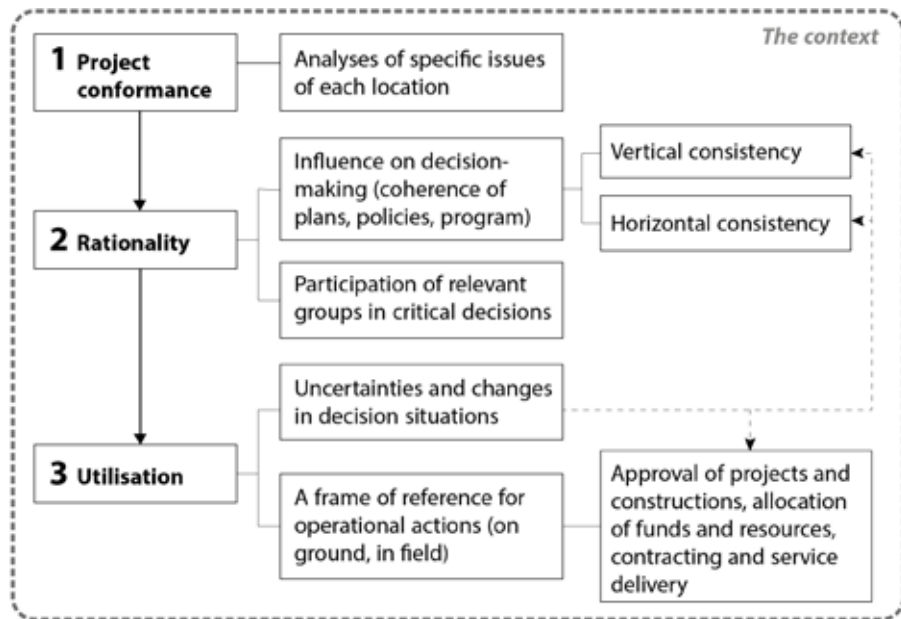 The context
1 Project
conformance
Analyses of specific issues
of each location
Influence on decision-
making (coherence of
plans, policies, program)
Vertical consistency
Horizontal consistency
2 Rationality
Participation of relevant
groups in critical decisions
Uncertainties and changes
in decision situations
3 Utilisation
A frame of reference for
operational actions (on
ground, in field)
Approval of projects and
constructions, allocation
of funds and resources,
contracting and service
delivery